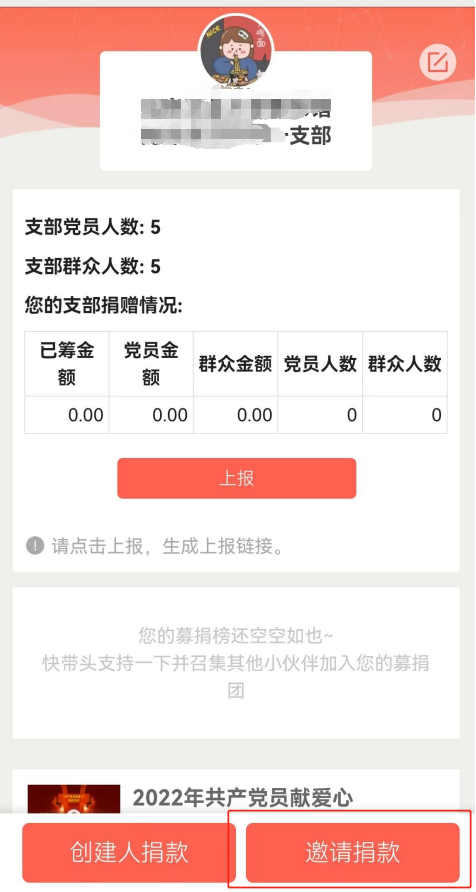 支部
支部党员人数: 5
支部群众人数: 5
您的支部捐赠情况:
已筹金额 党员金额 群众金额 党员人数 群众人数
0.00 0.00 0.00 0 0
上报
请点击上报，生成上报链接。
您的募捐榜还空空如也~
快带头支持一下并召集其他小伙伴加入您的募捐
团
2022年共产党员献爱心
创建人捐款 邀请捐款